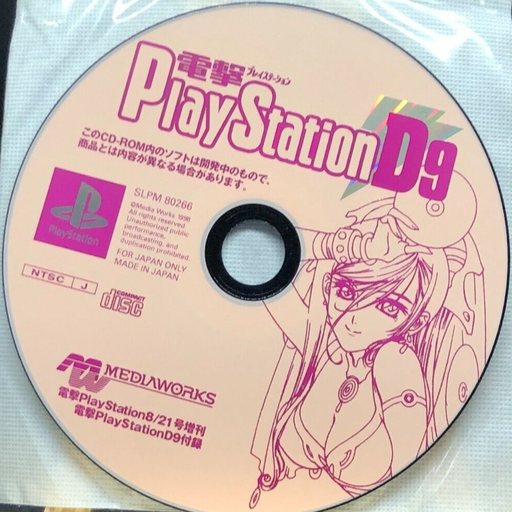 電撃プレイステーション
PlayStation D9
このCD-ROM内のソフトは開発中のもので、
商品とは内容が異なる場合があります。
SLPM 80266
©Media Works 1998
All rights reserved.
Unauthorized public
performance,
broadcasting, and
duplication prohibited.
PlayStation
FOR JAPAN ONLY
MADE IN JAPAN
NTSC J
COMPACT
disc
MW MEDIAWORKS
電撃PlayStation8/21号増刊
電撃PlayStationD9付録